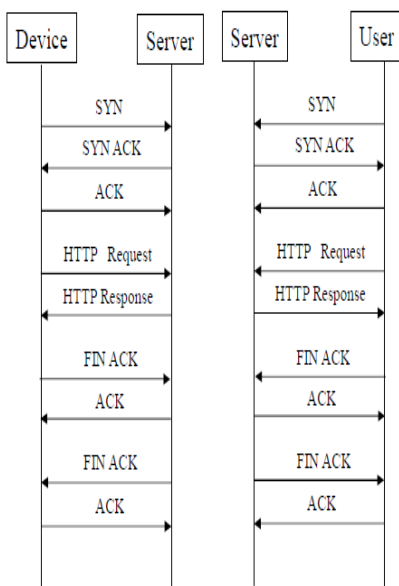 Device Server Server User
SYN SYN
SYN ACK SYN ACK
ACK ACK
HTTP Request HTTP Request
HTTP Response HTTP Response
FIN ACK FIN ACK
ACK ACK
FIN ACK FIN ACK
ACK ACK